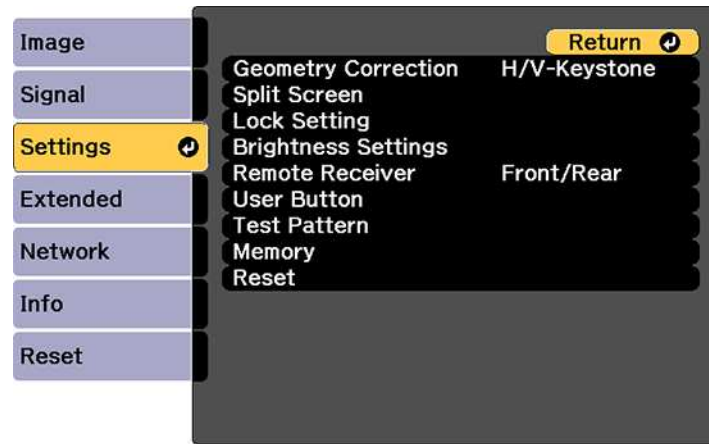 Image
Signal
Settings
Extended
Network
Info
Reset
Return
Geometry Correction H/V-Keystone
Split Screen
Lock Setting
Brightness Settings
Remote Receiver Front/Rear
User Button
Test Pattern
Memory
Reset